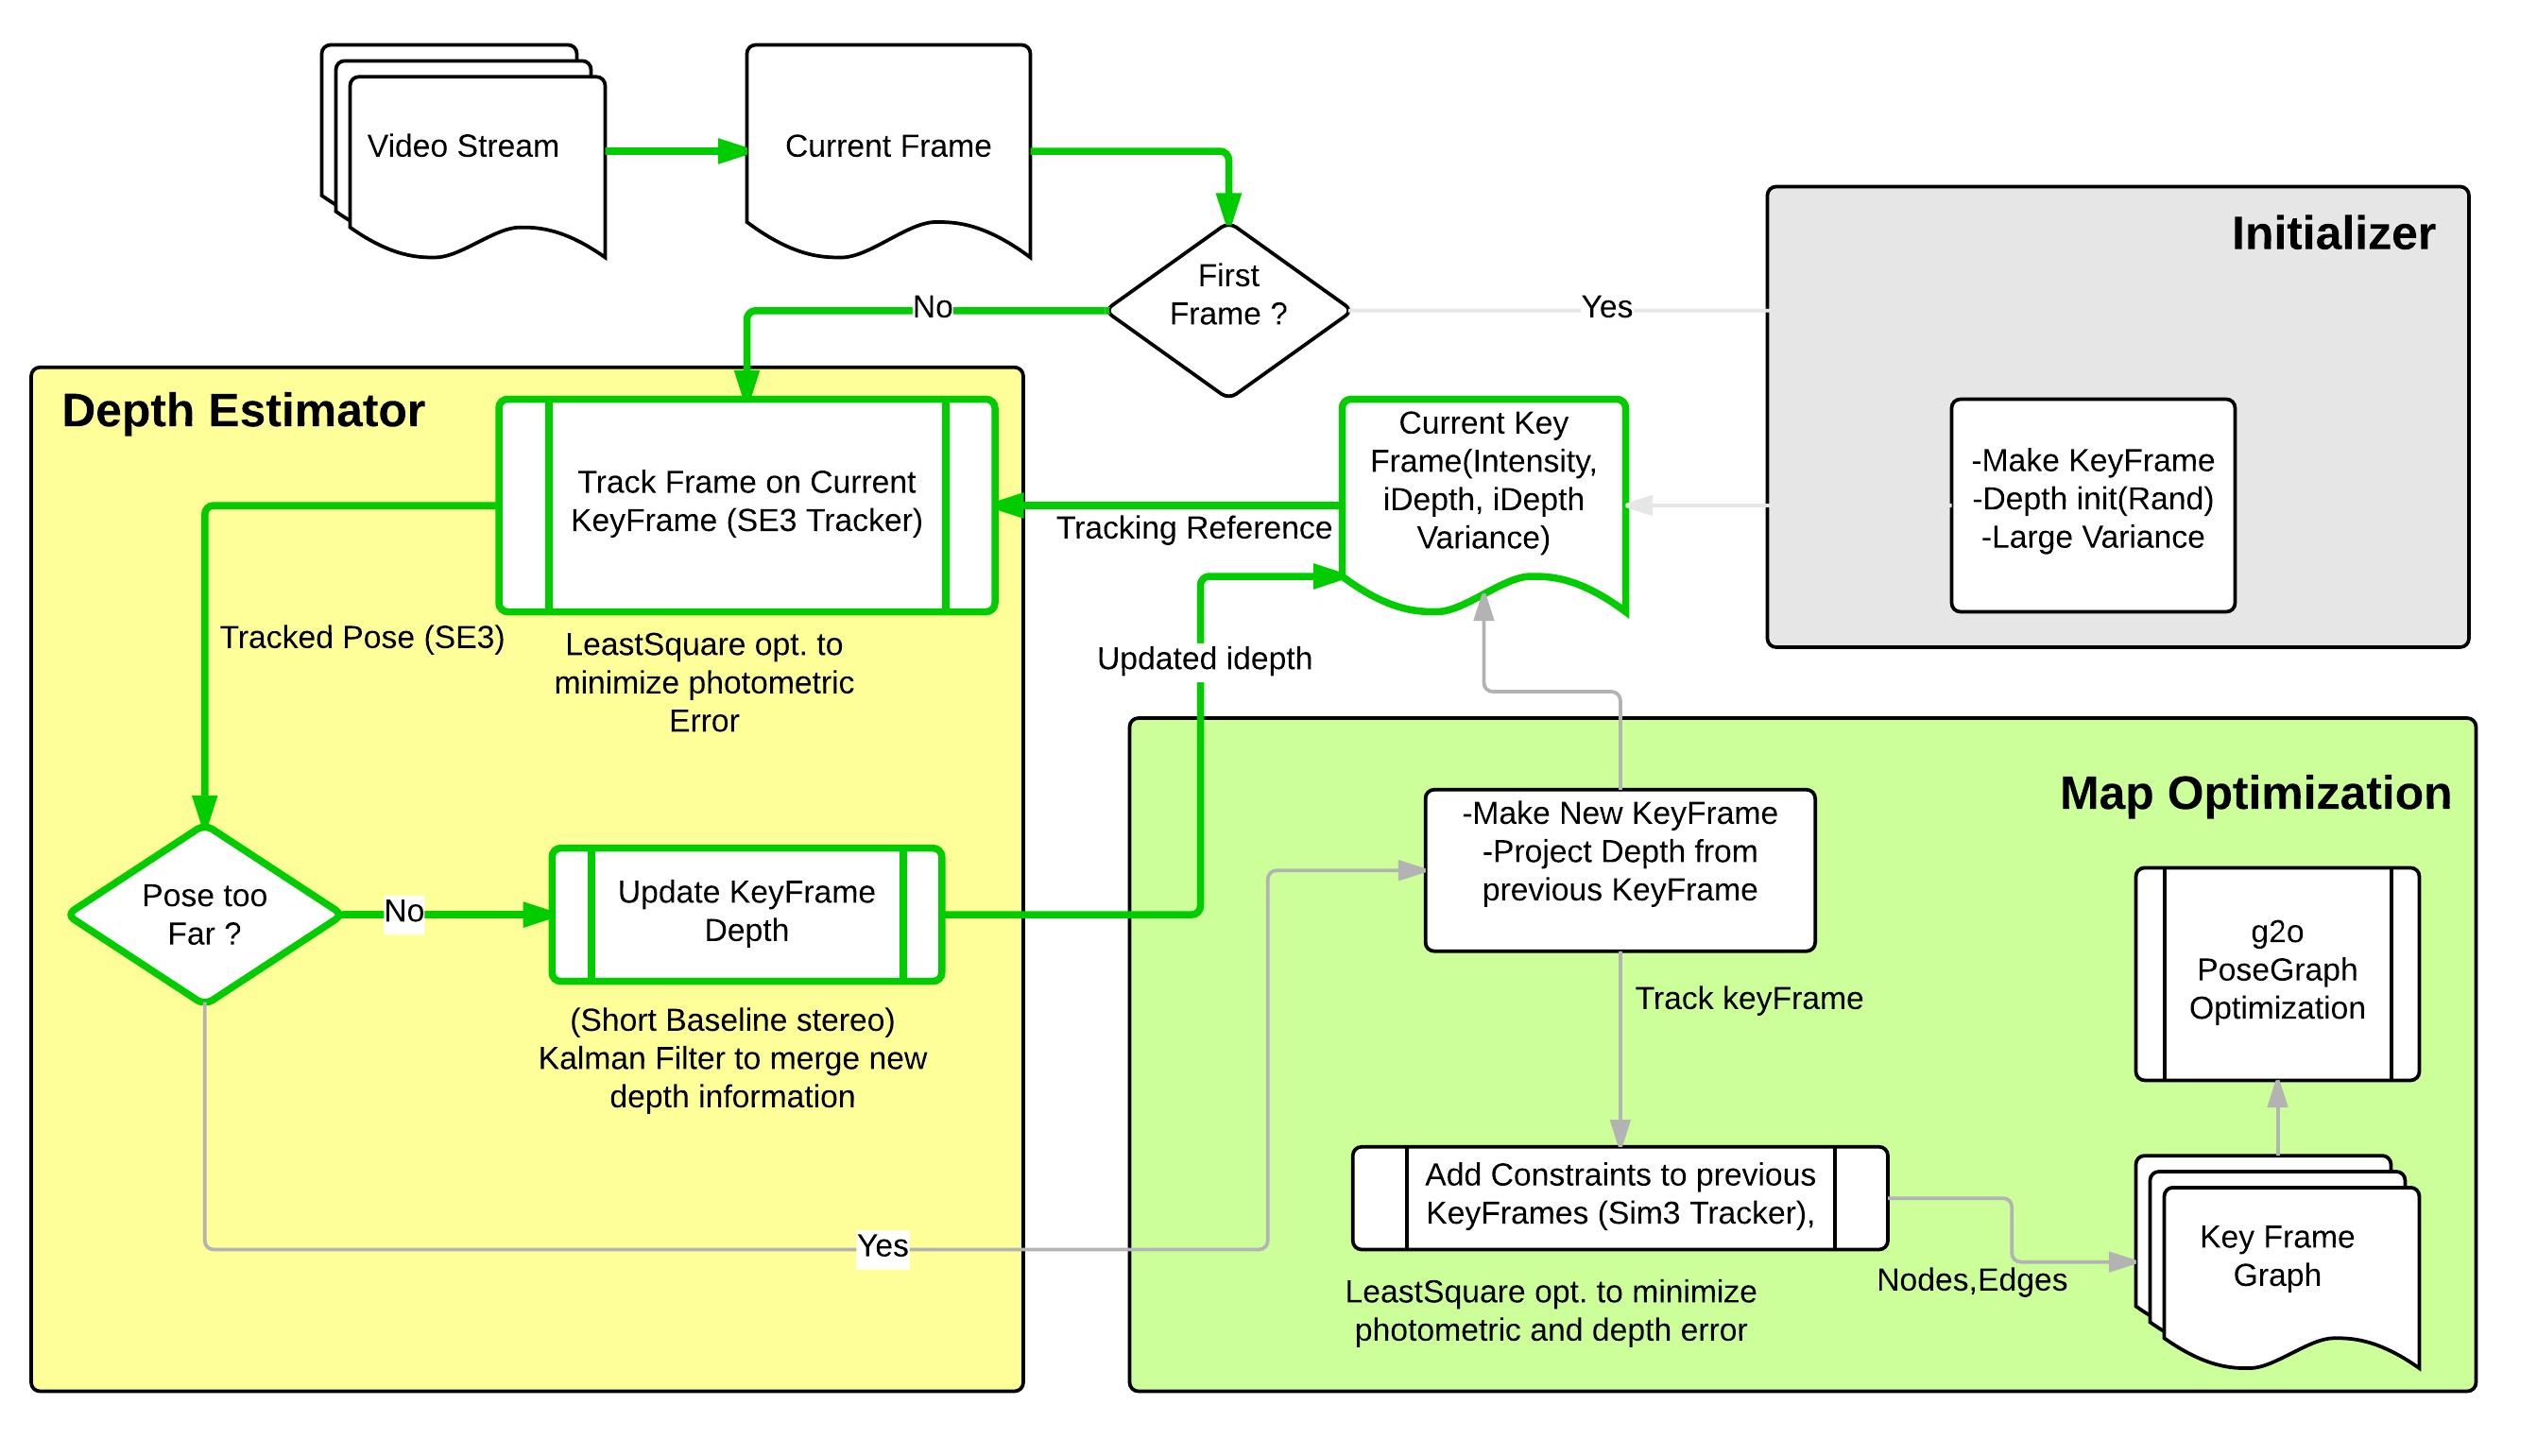 Video Stream
Current Frame
First
Frame ?
No
Yes
Initializer
-Make KeyFrame
-Depth init(Rand)
-Large Variance
Current Key
Frame(Intensity,
iDepth, iDepth
Variance)
Tracking Reference
Updated idepth
Depth Estimator
Track Frame on Current
KeyFrame (SE3 Tracker)
LeastSquare opt. to
minimize photometric
Error
Tracked Pose (SE3)
Pose too
Far ?
No
Update KeyFrame
Depth
(Short Baseline stereo)
Kalman Filter to merge new
depth information
Yes
Map Optimization
-Make New KeyFrame
-Project Depth from
previous KeyFrame
Track keyFrame
Add Constraints to previous
KeyFrames (Sim3 Tracker),
LeastSquare opt. to minimize
photometric and depth error
Nodes,Edges
Key Frame
Graph
g2o
PoseGraph
Optimization